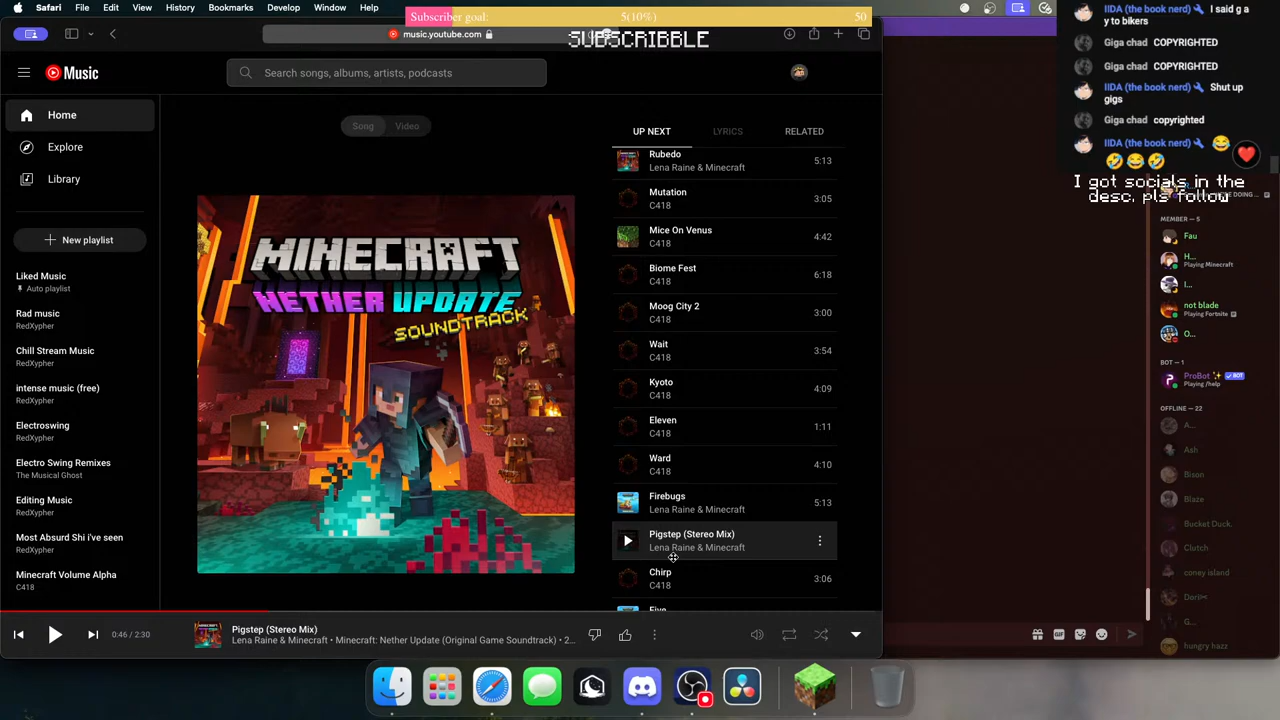 Safari File Edit View History Bookmarks Develop Window Help
Subscriber goal: 5(10%) 50
music.youtube.com
SUBSCRIBBLE
Music
Search songs, albums, artists, podcasts
Home
Explore
Library
New playlist
Liked Music
Auto playlist
Rad music
RedXypher
Chill Stream Music
RedXypher
intense music (free)
RedXypher
Electroswing
RedXypher
Electro Swing Remixes
The Musical Ghost
Editing Music
RedXypher
Most Absurd Shi i've seen
RedXypher
Minecraft Volume Alpha
C418
Song Video
MINECRAFT
NETHER UPDATE
SOUNDTRACK
UP NEXT LYRICS RELATED
Rubedo
Lena Raine & Minecraft
5:13
Mutation
C418
3:05
Mice On Venus
C418
4:42
Biome Fest
C418
6:18
Moog City 2
C418
3:00
Wait
C418
3:54
Kyoto
C418
4:09
Eleven
C418
1:11
Ward
C418
4:10
Firebugs
Lena Raine & Minecraft
5:13
Pigstep (Stereo Mix)
Lena Raine & Minecraft
Chirp
C418
3:06
Five
0:46 / 2:30
Pigstep (Stereo Mix)
Lena Raine & Minecraft • Minecraft: Nether Update (Original Game Soundtrack) • 2...
I said g a
y to bikers
Giga chad COPYRIGHTED
Giga chad COPYRIGHTED
IIDA (the book nerd) Shut up
gigs
Giga chad copyrighted
IIDA (the book nerd) 😂
🤣😂🤣
I got socials in the
desc. pls follow
WE'RE DOING ...
MEMBER — 5
Fau
H...
Playing Minecraft
I...
not blade
Playing Fortnite
O...
BOT — 1
ProBot ✨ BOT
Playing /help
OFFLINE — 22
A...
Ash
Bison
Blaze
Bucket Duck.
Clutch
coney island
G...
hungry hazz
GIF